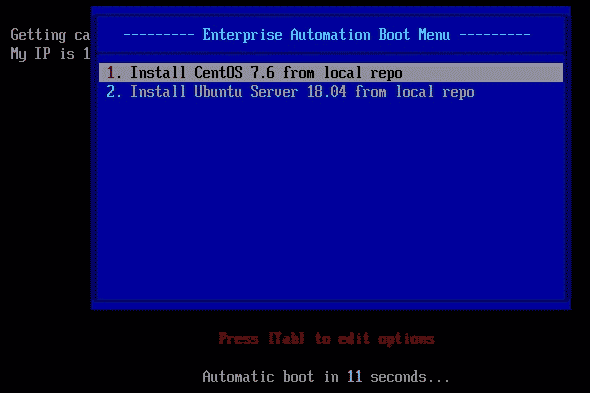 Getting ca
My IP is 1
--------- Enterprise Automation Boot Menu ---------
1. Install CentOS 7.6 from local repo
2. Install Ubuntu Server 18.04 from local repo
Press [Tab] to edit options
Automatic boot in 11 seconds...